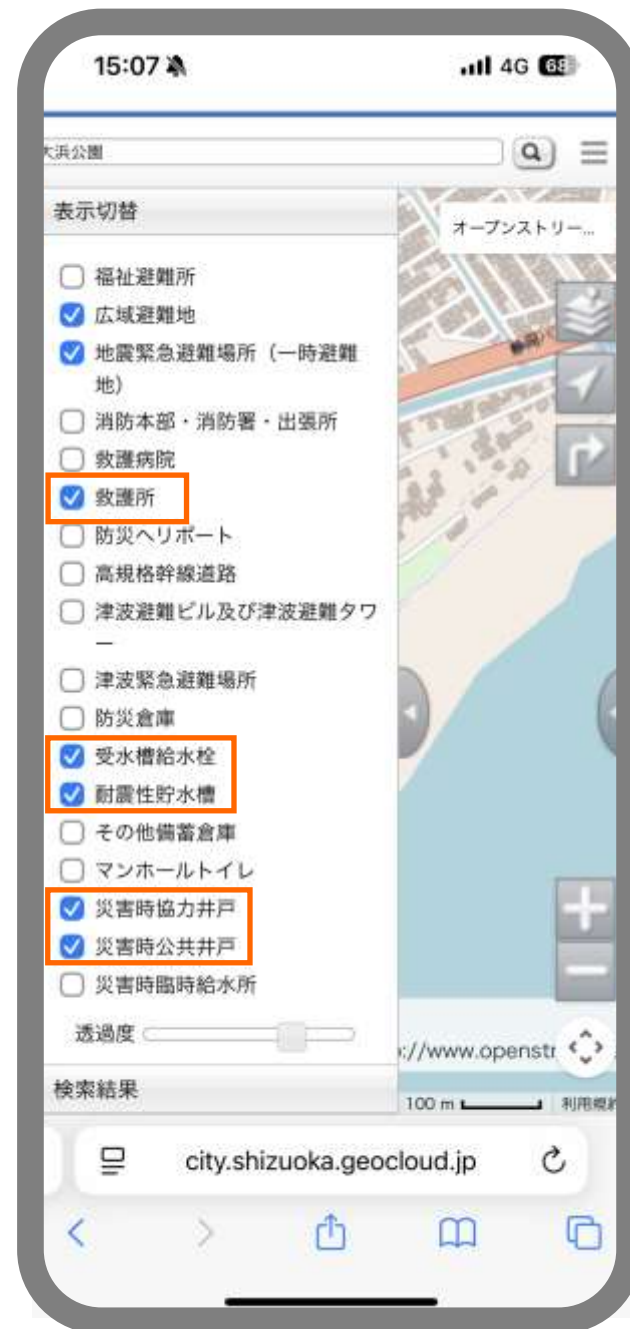 15:07
4G 68
大浜公園
表示切替
オープンストリー...
福祉避難所
広域避難地
地震緊急避難場所（一時避難
地）
消防本部・消防署・出張所
救護病院
救護所
防災ヘリポート
高規格幹線道路
津波避難ビル及び津波避難タワ
ー
津波緊急避難場所
防災倉庫
受水槽給水栓
耐震性貯水槽
その他備蓄倉庫
マンホールトイレ
災害時協力井戸
災害時公共井戸
災害時臨時給水所
透過度
://www.openstr
検索結果
100 m
利用規約
city.shizuoka.geocloud.jp